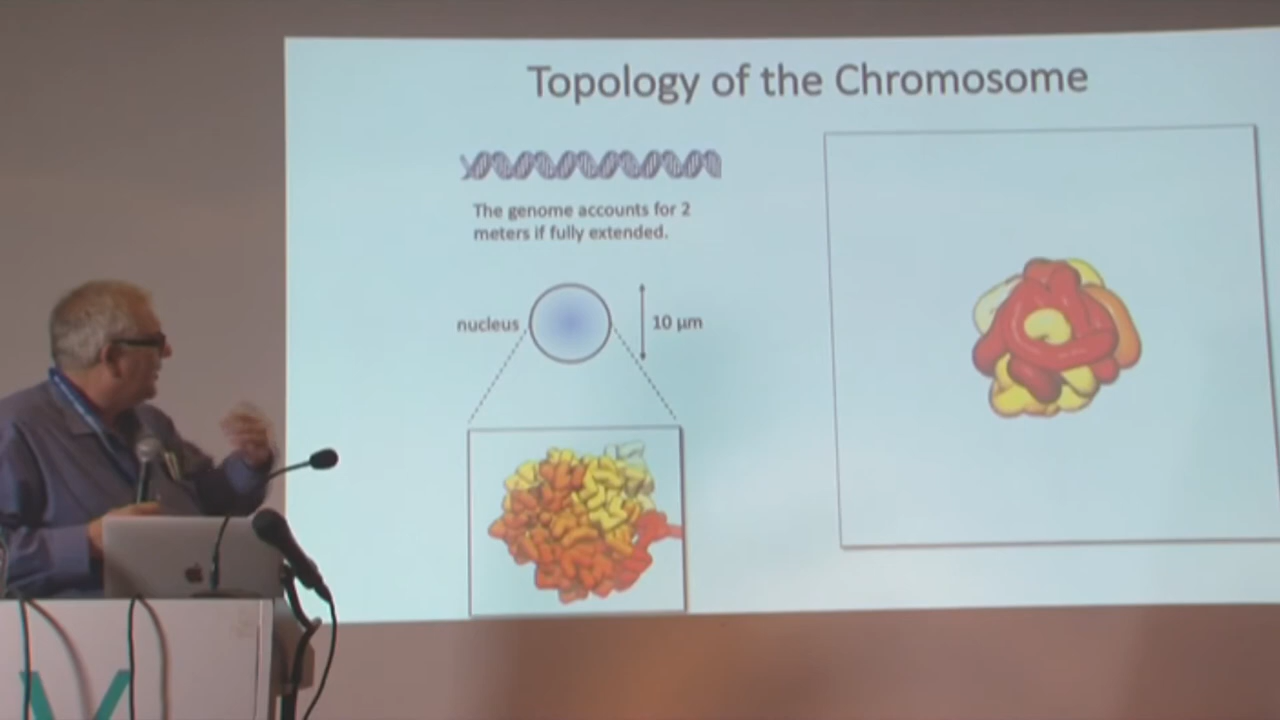 Topology of the Chromosome
The genome accounts for 2
meters if fully extended.
nucleus
10 μm